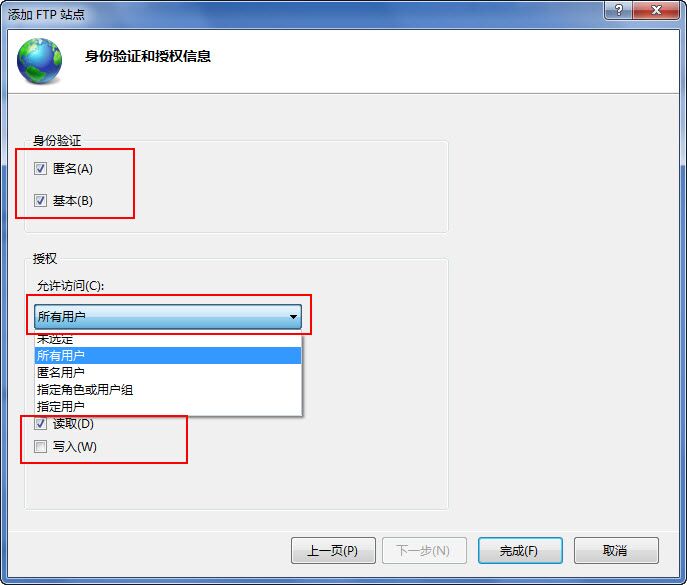 添加 FTP 站点
身份验证和授权信息
身份验证
匿名(A)
基本(B)
授权
允许访问(C):
所有用户
未选定
所有用户
匿名用户
指定角色或用户组
指定用户
读取(D)
写入(W)
上一页(P)
下一步(N)
完成(F)
取消